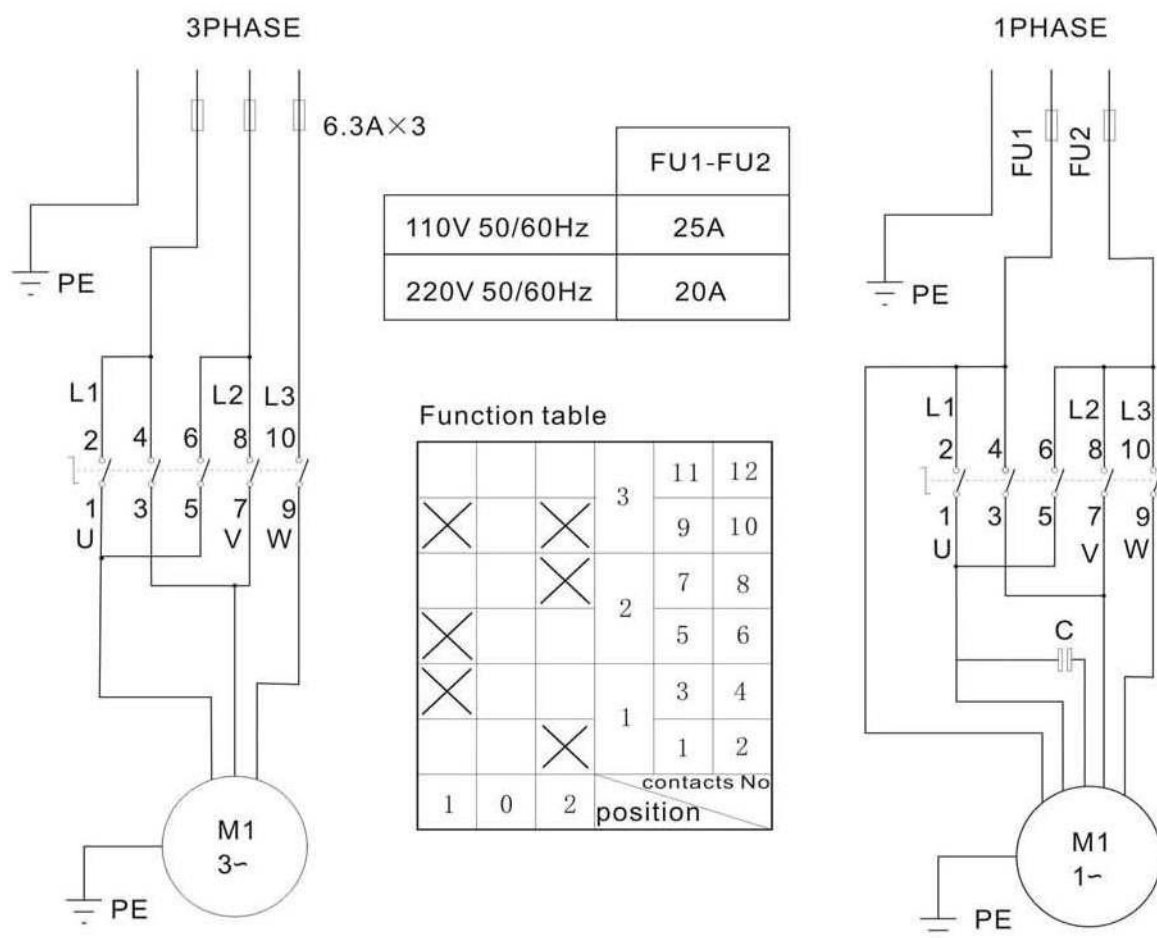 3PHASE
6.3A×3
PE
L1 L2 L3
2 4 6 8 10
1 3 5 7 9
U V W
M1
3~
PE
FU1-FU2
110V 50/60Hz 25A
220V 50/60Hz 20A
Function table
3 11 12
9 10
2 7 8
5 6
1 3 4
1 2
contacts No
1 0 2 position
1PHASE
FU1 FU2
PE
L1 L2 L3
2 4 6 8 10
1 3 5 7 9
U V W
C
M1
1~
PE